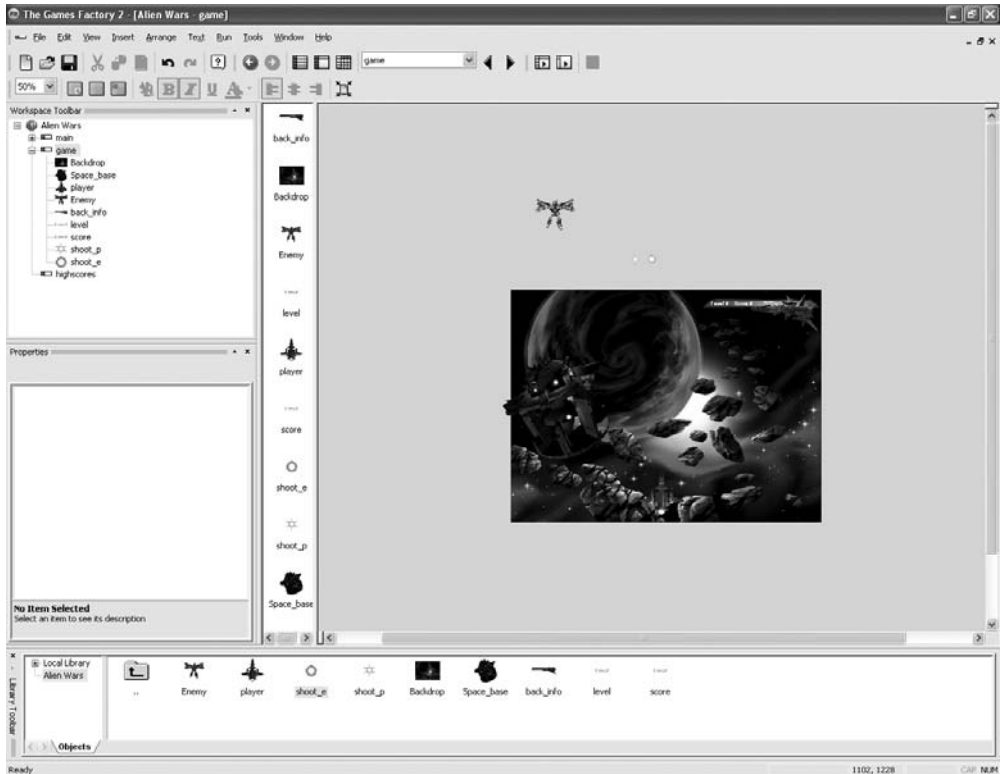 The Games Factory 2 - [Alien Wars - game]
File Edit View Insert Arrange Text Run Tools Window Help
game
50%
B I U A
Workspace Toolbar
Alien Wars
main
game
Backdrop
Space_base
player
Enemy
back_info
level
score
shoot_p
shoot_e
highscores
Properties
No Item Selected
Select an item to see its description
back_info
Backdrop
Enemy
level
player
score
shoot_e
shoot_p
Space_base
Library Toolbar
Local Library
Alien Wars
..
Enemy player shoot_e shoot_p Backdrop Space_base back_info level score
Objects
Ready
1102, 1228 CAP NUM